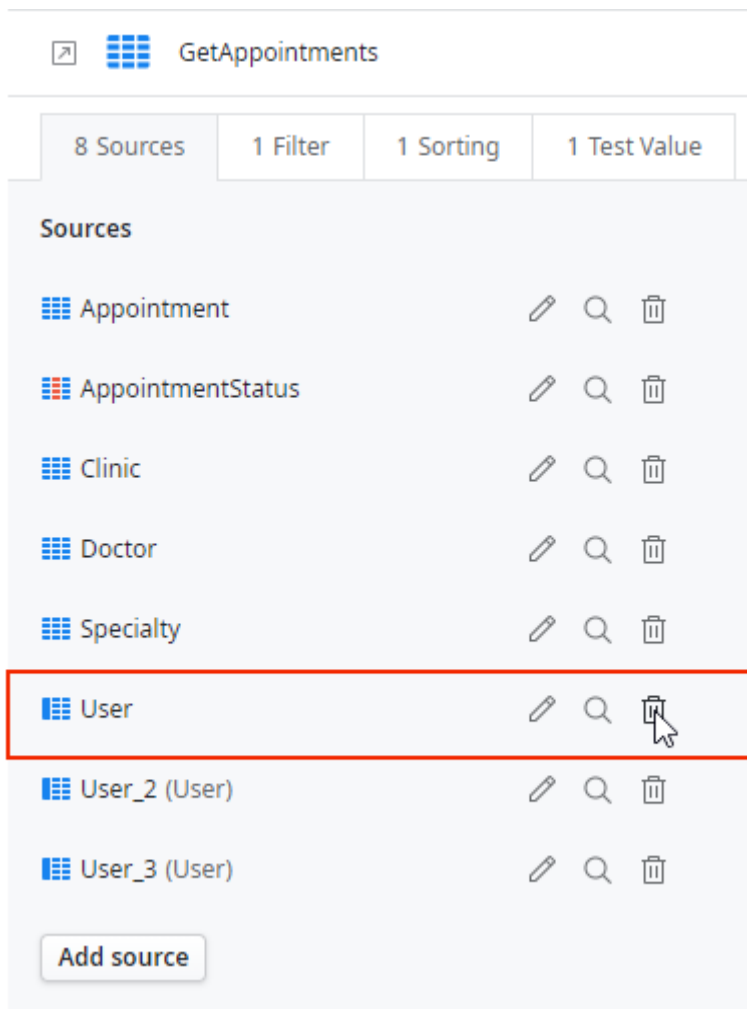 GetAppointments
8 Sources 1 Filter 1 Sorting 1 Test Value
Sources
Appointment
AppointmentStatus
Clinic
Doctor
Specialty
User
User_2 (User)
User_3 (User)
Add source